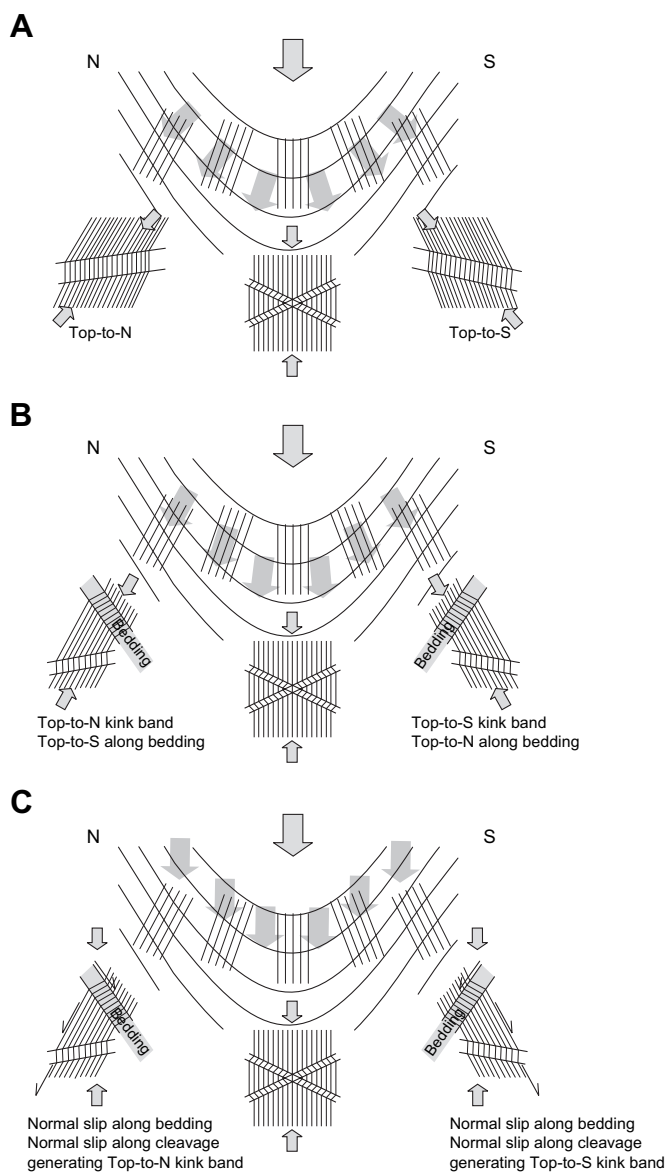 A
N
S
Top-to-N
Top-to-S
B
N
S
Bedding
Bedding
Top-to-N kink band
Top-to-S along bedding
Top-to-S kink band
Top-to-N along bedding
C
N
S
Bedding
Bedding
Normal slip along bedding
Normal slip along cleavage
generating Top-to-N kink band
Normal slip along bedding
Normal slip along cleavage
generating Top-to-S kink band